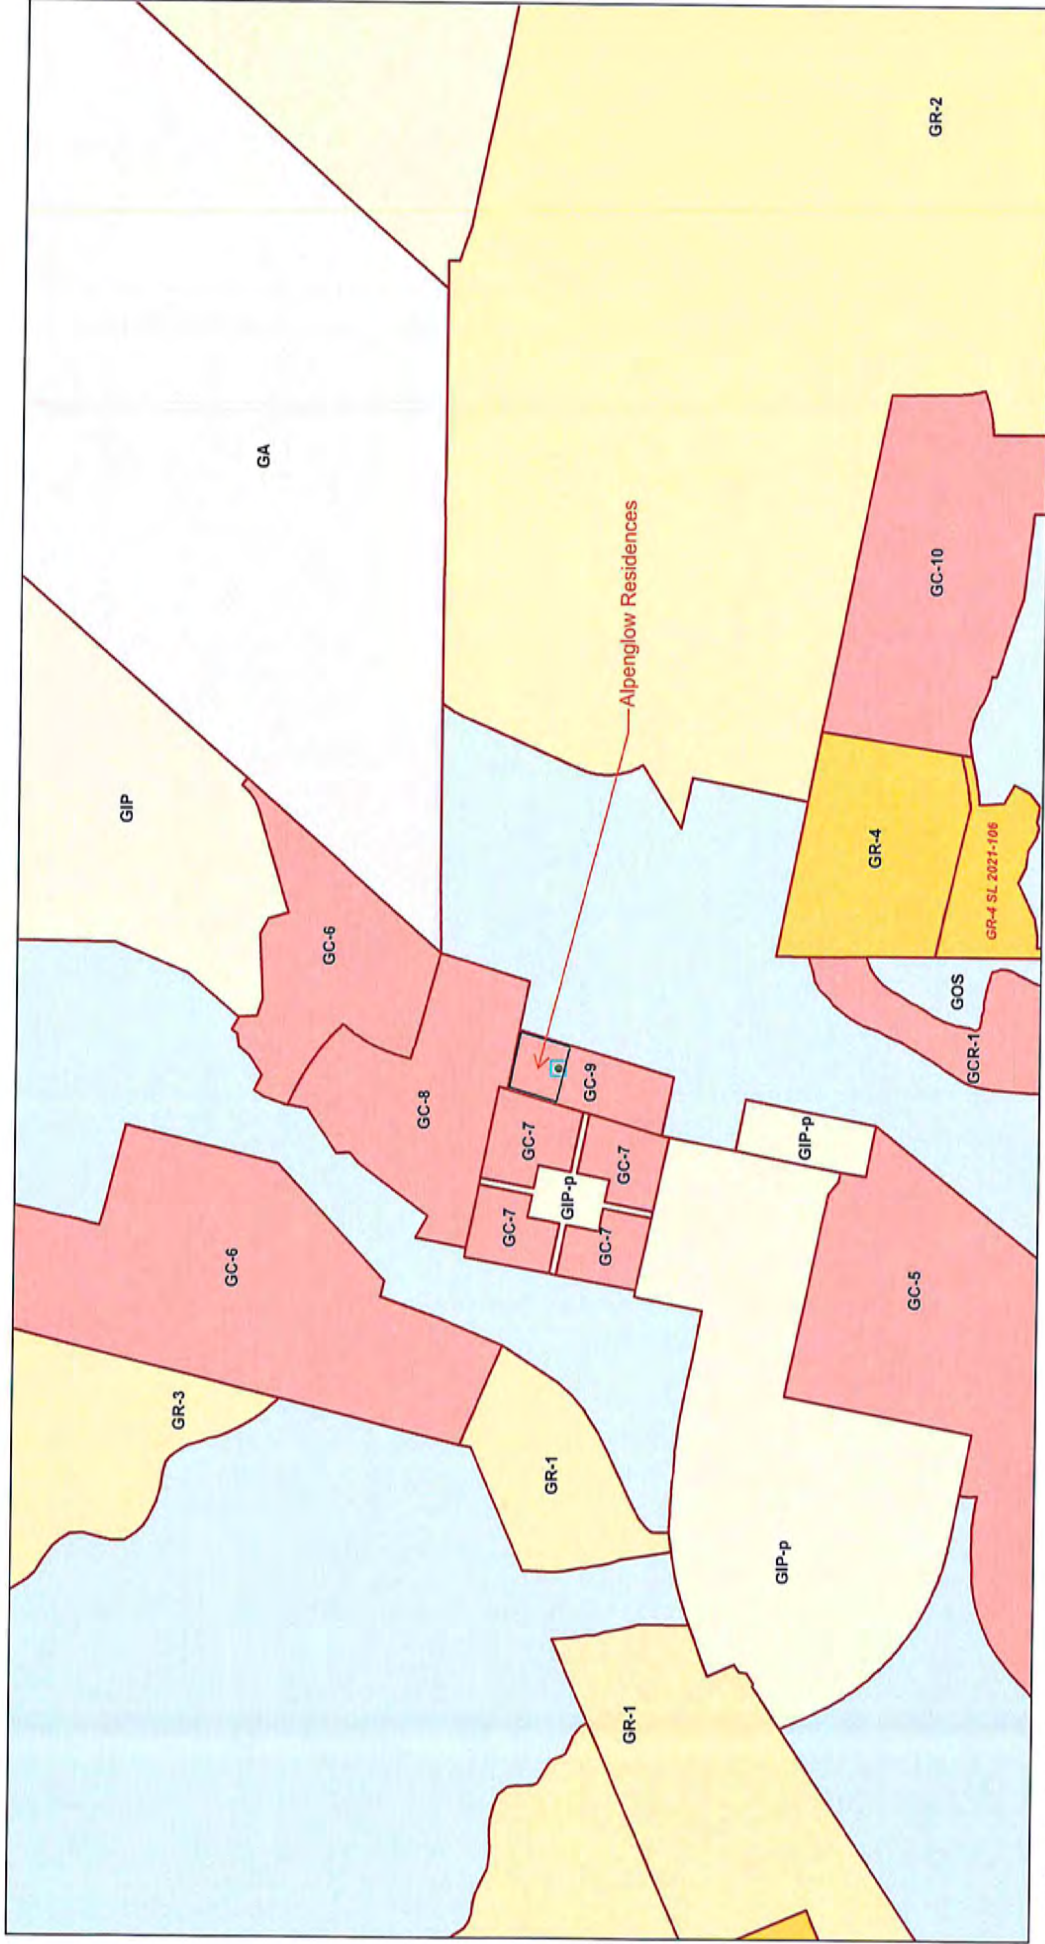 GR-2
GA
Alpenglow Residences
GC-10
GIP
GR-4
GR-4 SL 2021-106
GC-6
GOS
GCR-1
GC-9
GC-8
GC-7
GC-7
GIP-p
GIP-p
GC-7
GC-7
GC-6
GC-5
GR-3
GR-1
GIP-p
GR-1